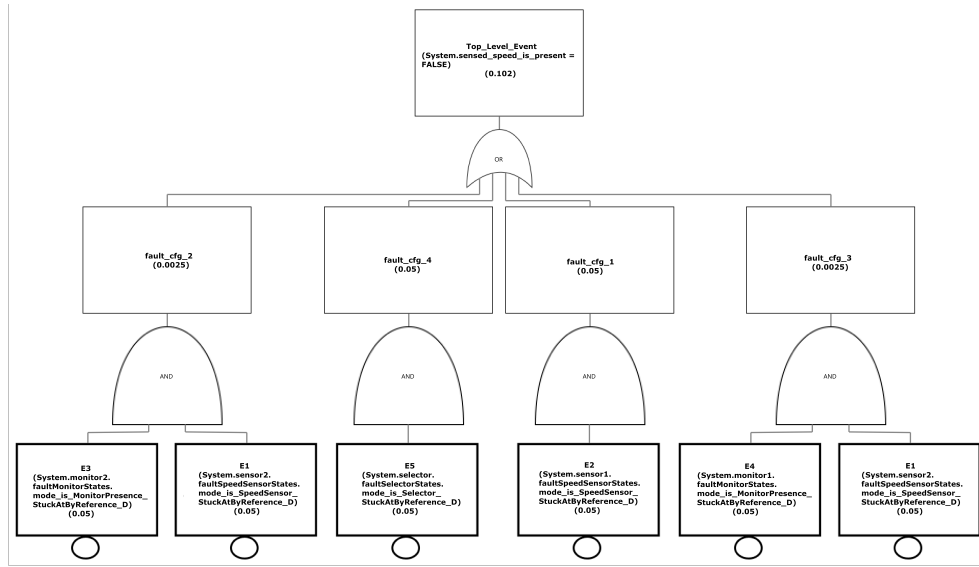 Top_Level_Event
(System.sensed_speed_is_present =
FALSE)
(0.102)
OR
fault_cfg_2
(0.0025)
fault_cfg_4
(0.05)
fault_cfg_1
(0.05)
fault_cfg_3
(0.0025)
AND
AND
AND
AND
E3
(System.monitor2.
faultMonitorStates.
mode_is_MonitorPresence_
StuckAtByReference_D)
(0.05)
E1
(System.sensor2.
faultSpeedSensorStates.
mode_is_SpeedSensor_
StuckAtByReference_D)
(0.05)
E5
(System.selector.
faultSelectorStates.
mode_is_Selector_
StuckAtByReference_D)
(0.05)
E2
(System.sensor1.
faultSpeedSensorStates.
mode_is_SpeedSensor_
StuckAtByReference_D)
(0.05)
E4
(System.monitor1.
faultMonitorStates.
mode_is_MonitorPresence_
StuckAtByReference_D)
(0.05)
E1
(System.sensor2.
faultSpeedSensorStates.
mode_is_SpeedSensor_
StuckAtByReference_D)
(0.05)